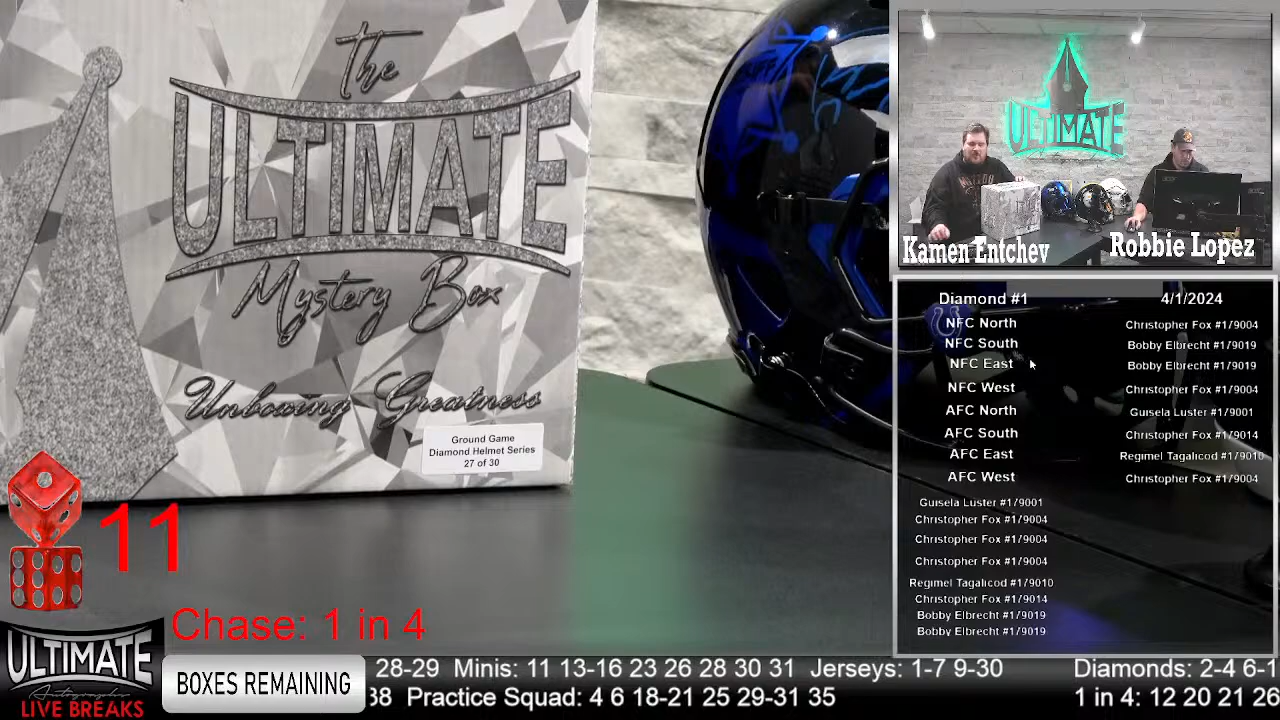 The
ULTIMATE
Mystery Box
Unboxing Greatness
Ground Game
Diamond Helmet Series
27 of 30
ULTIMATE
Kamen Entchev
Robbie Lopez
Diamond #1 4/1/2024
NFC North Christopher Fox #1/9004
NFC South Bobby Elbrecht #1/9019
NFC East Bobby Elbrecht #1/9019
NFC West Christopher Fox #1/9004
AFC North Guisela Luster #1/9001
AFC South Christopher Fox #1/9014
AFC East Regimel Tagalicod #1/9010
AFC West Christopher Fox #1/9004
Guisela Luster #1/9001
Christopher Fox #1/9004
Christopher Fox #1/9004
Christopher Fox #1/9004
Regimel Tagalicod #1/9010
Christopher Fox #1/9014
Bobby Elbrecht #1/9019
Bobby Elbrecht #1/9019
11
Chase: 1 in 4
ULTIMATE
Autographs
LIVE BREAKS
BOXES REMAINING
28-29 Minis: 11 13-16 23 26 28 30 31 Jerseys: 1-7 9-30 Diamonds: 2-4 6-1
38 Practice Squad: 4 6 18-21 25 29-31 35 1 in 4: 12 20 21 26